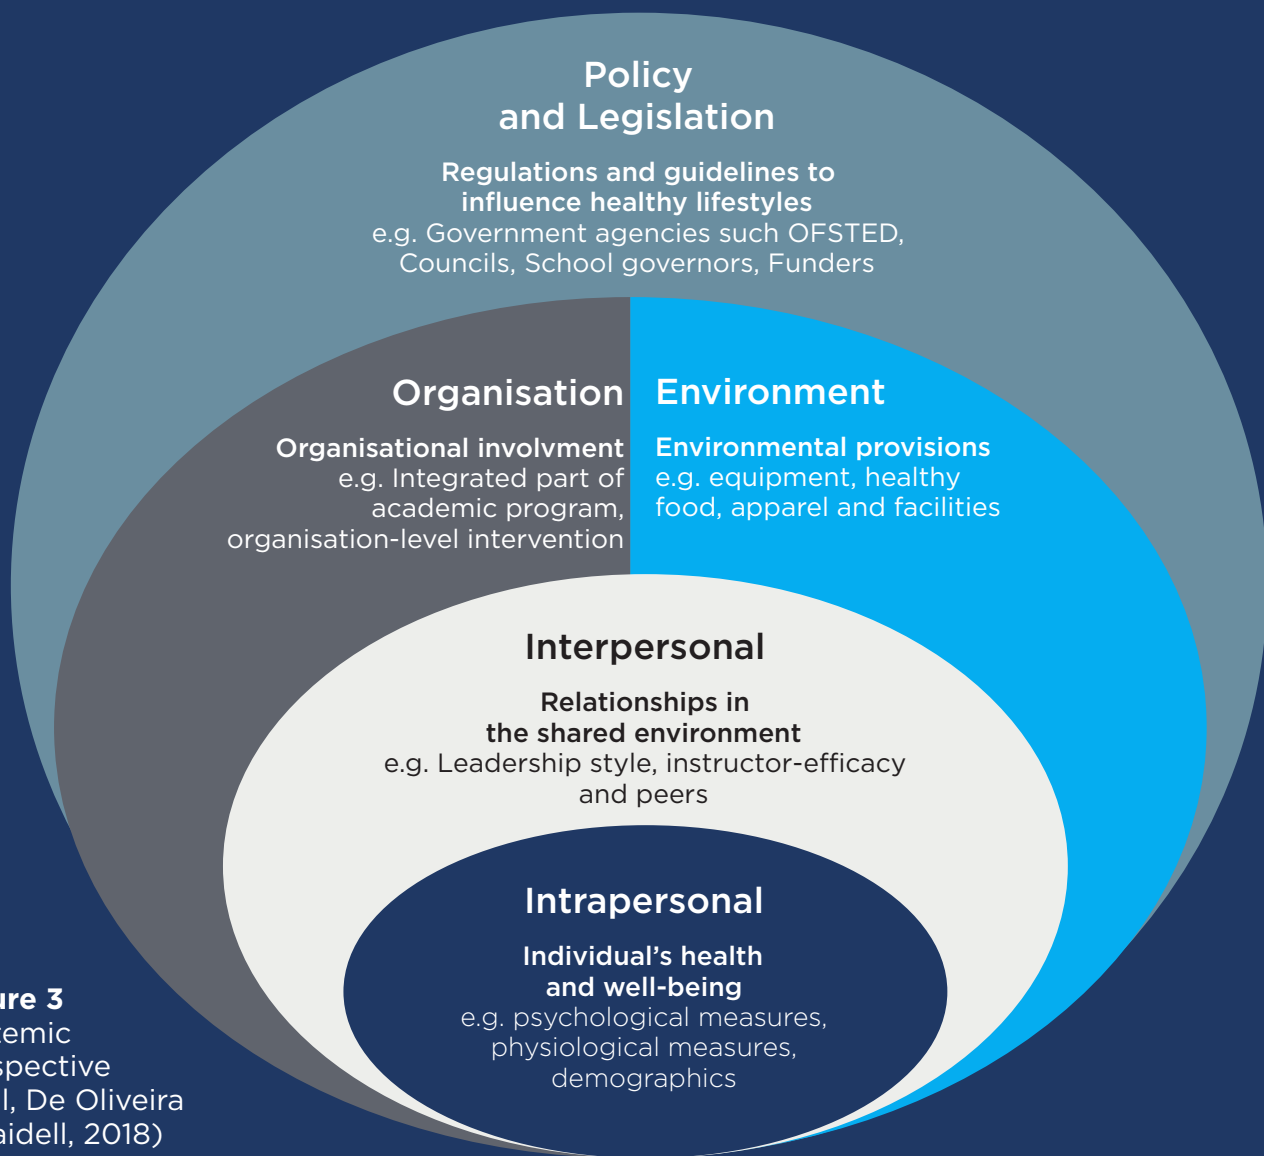 Policy
and Legislation
Regulations and guidelines to
influence healthy lifestyles
e.g. Government agencies such OFSTED,
Councils, School governors, Funders
Organisation
Organisational involvment
e.g. Integrated part of
academic program,
organisation-level intervention
Environment
Environmental provisions
e.g. equipment, healthy
food, apparel and facilities
Interpersonal
Relationships in
the shared environment
e.g. Leadership style, instructor-efficacy
and peers
Intrapersonal
Individual’s health
and well-being
e.g. psychological measures,
physiological measures,
demographics
ure 3
temic
spective
l, De Oliveira
aidell, 2018)